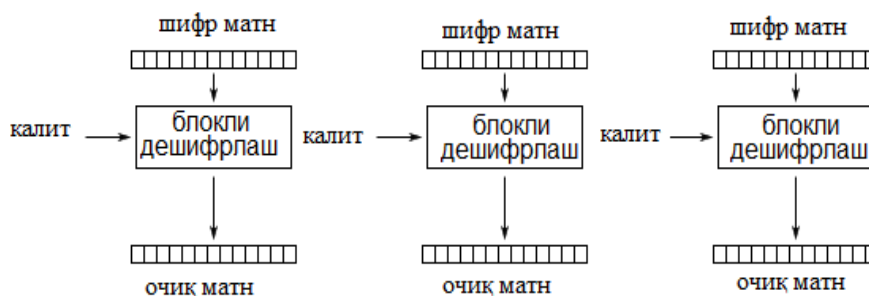 шифр матн
шифр матн
шифр матн
калит
блокли
дешифрлаш
калит
блокли
дешифрлаш
калит
блокли
дешифрлаш
очиқ матн
очиқ матн
очиқ матн